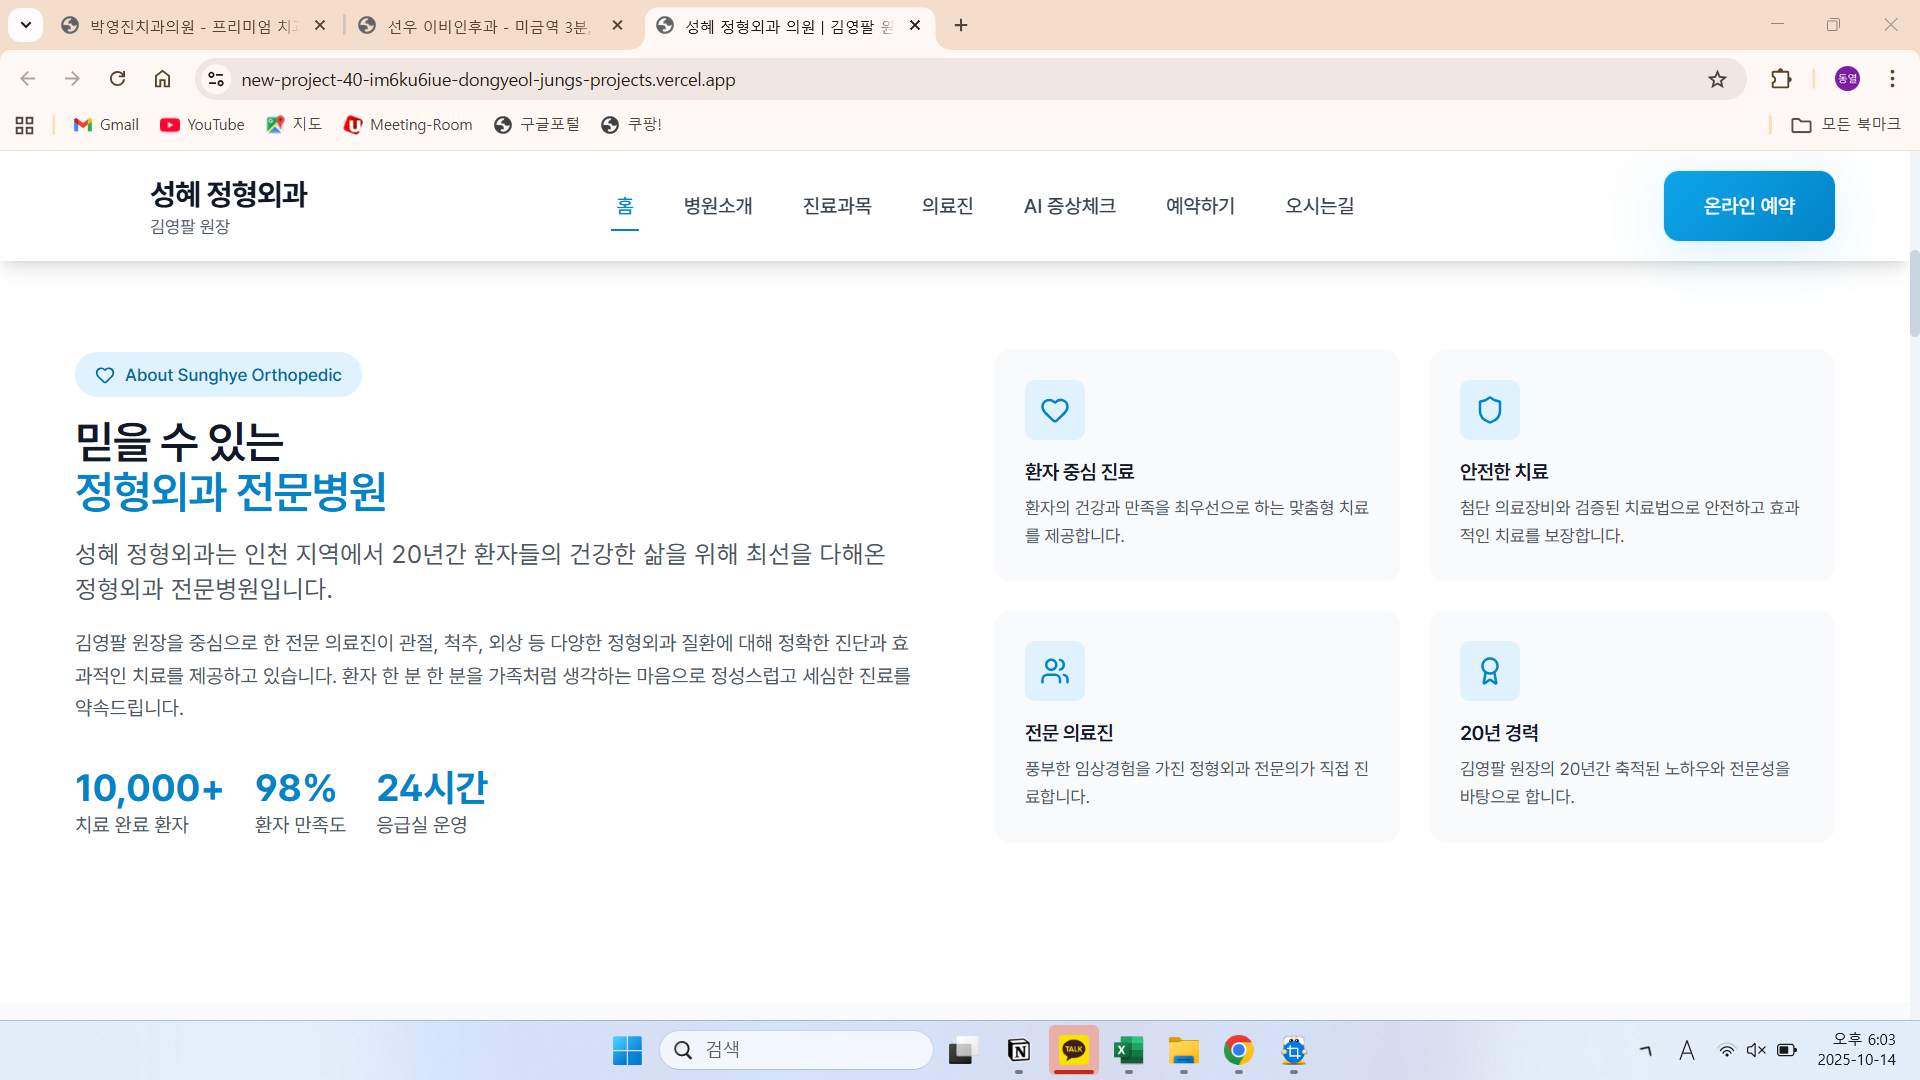 박영진치과의원 - 프리미엄 치과
선우 이비인후과 - 미금역 3분,
성혜 정형외과 의원 | 김영팔 원
new-project-40-im6ku6iue-dongyeol-jungs-projects.vercel.app
동열
Gmail
YouTube
지도
Meeting-Room
구글포털
쿠팡!
모든 북마크
성혜 정형외과
김영팔 원장
홈
병원소개
진료과목
의료진
AI 증상체크
예약하기
오시는길
온라인 예약
About Sunghye Orthopedic
믿을 수 있는
정형외과 전문병원
성혜 정형외과는 인천 지역에서 20년간 환자들의 건강한 삶을 위해 최선을 다해온
정형외과 전문병원입니다.
김영팔 원장을 중심으로 한 전문 의료진이 관절, 척추, 외상 등 다양한 정형외과 질환에 대해 정확한 진단과 효
과적인 치료를 제공하고 있습니다. 환자 한 분 한 분을 가족처럼 생각하는 마음으로 정성스럽고 세심한 진료를
약속드립니다.
10,000+
치료 완료 환자
98%
환자 만족도
24시간
응급실 운영
환자 중심 진료
환자의 건강과 만족을 최우선으로 하는 맞춤형 치료
를 제공합니다.
안전한 치료
첨단 의료장비와 검증된 치료법으로 안전하고 효과
적인 치료를 보장합니다.
전문 의료진
풍부한 임상경험을 가진 정형외과 전문의가 직접 진
료합니다.
20년 경력
김영팔 원장의 20년간 축적된 노하우와 전문성을
바탕으로 합니다.
검색
TALK
A
오후 6:03
2025-10-14